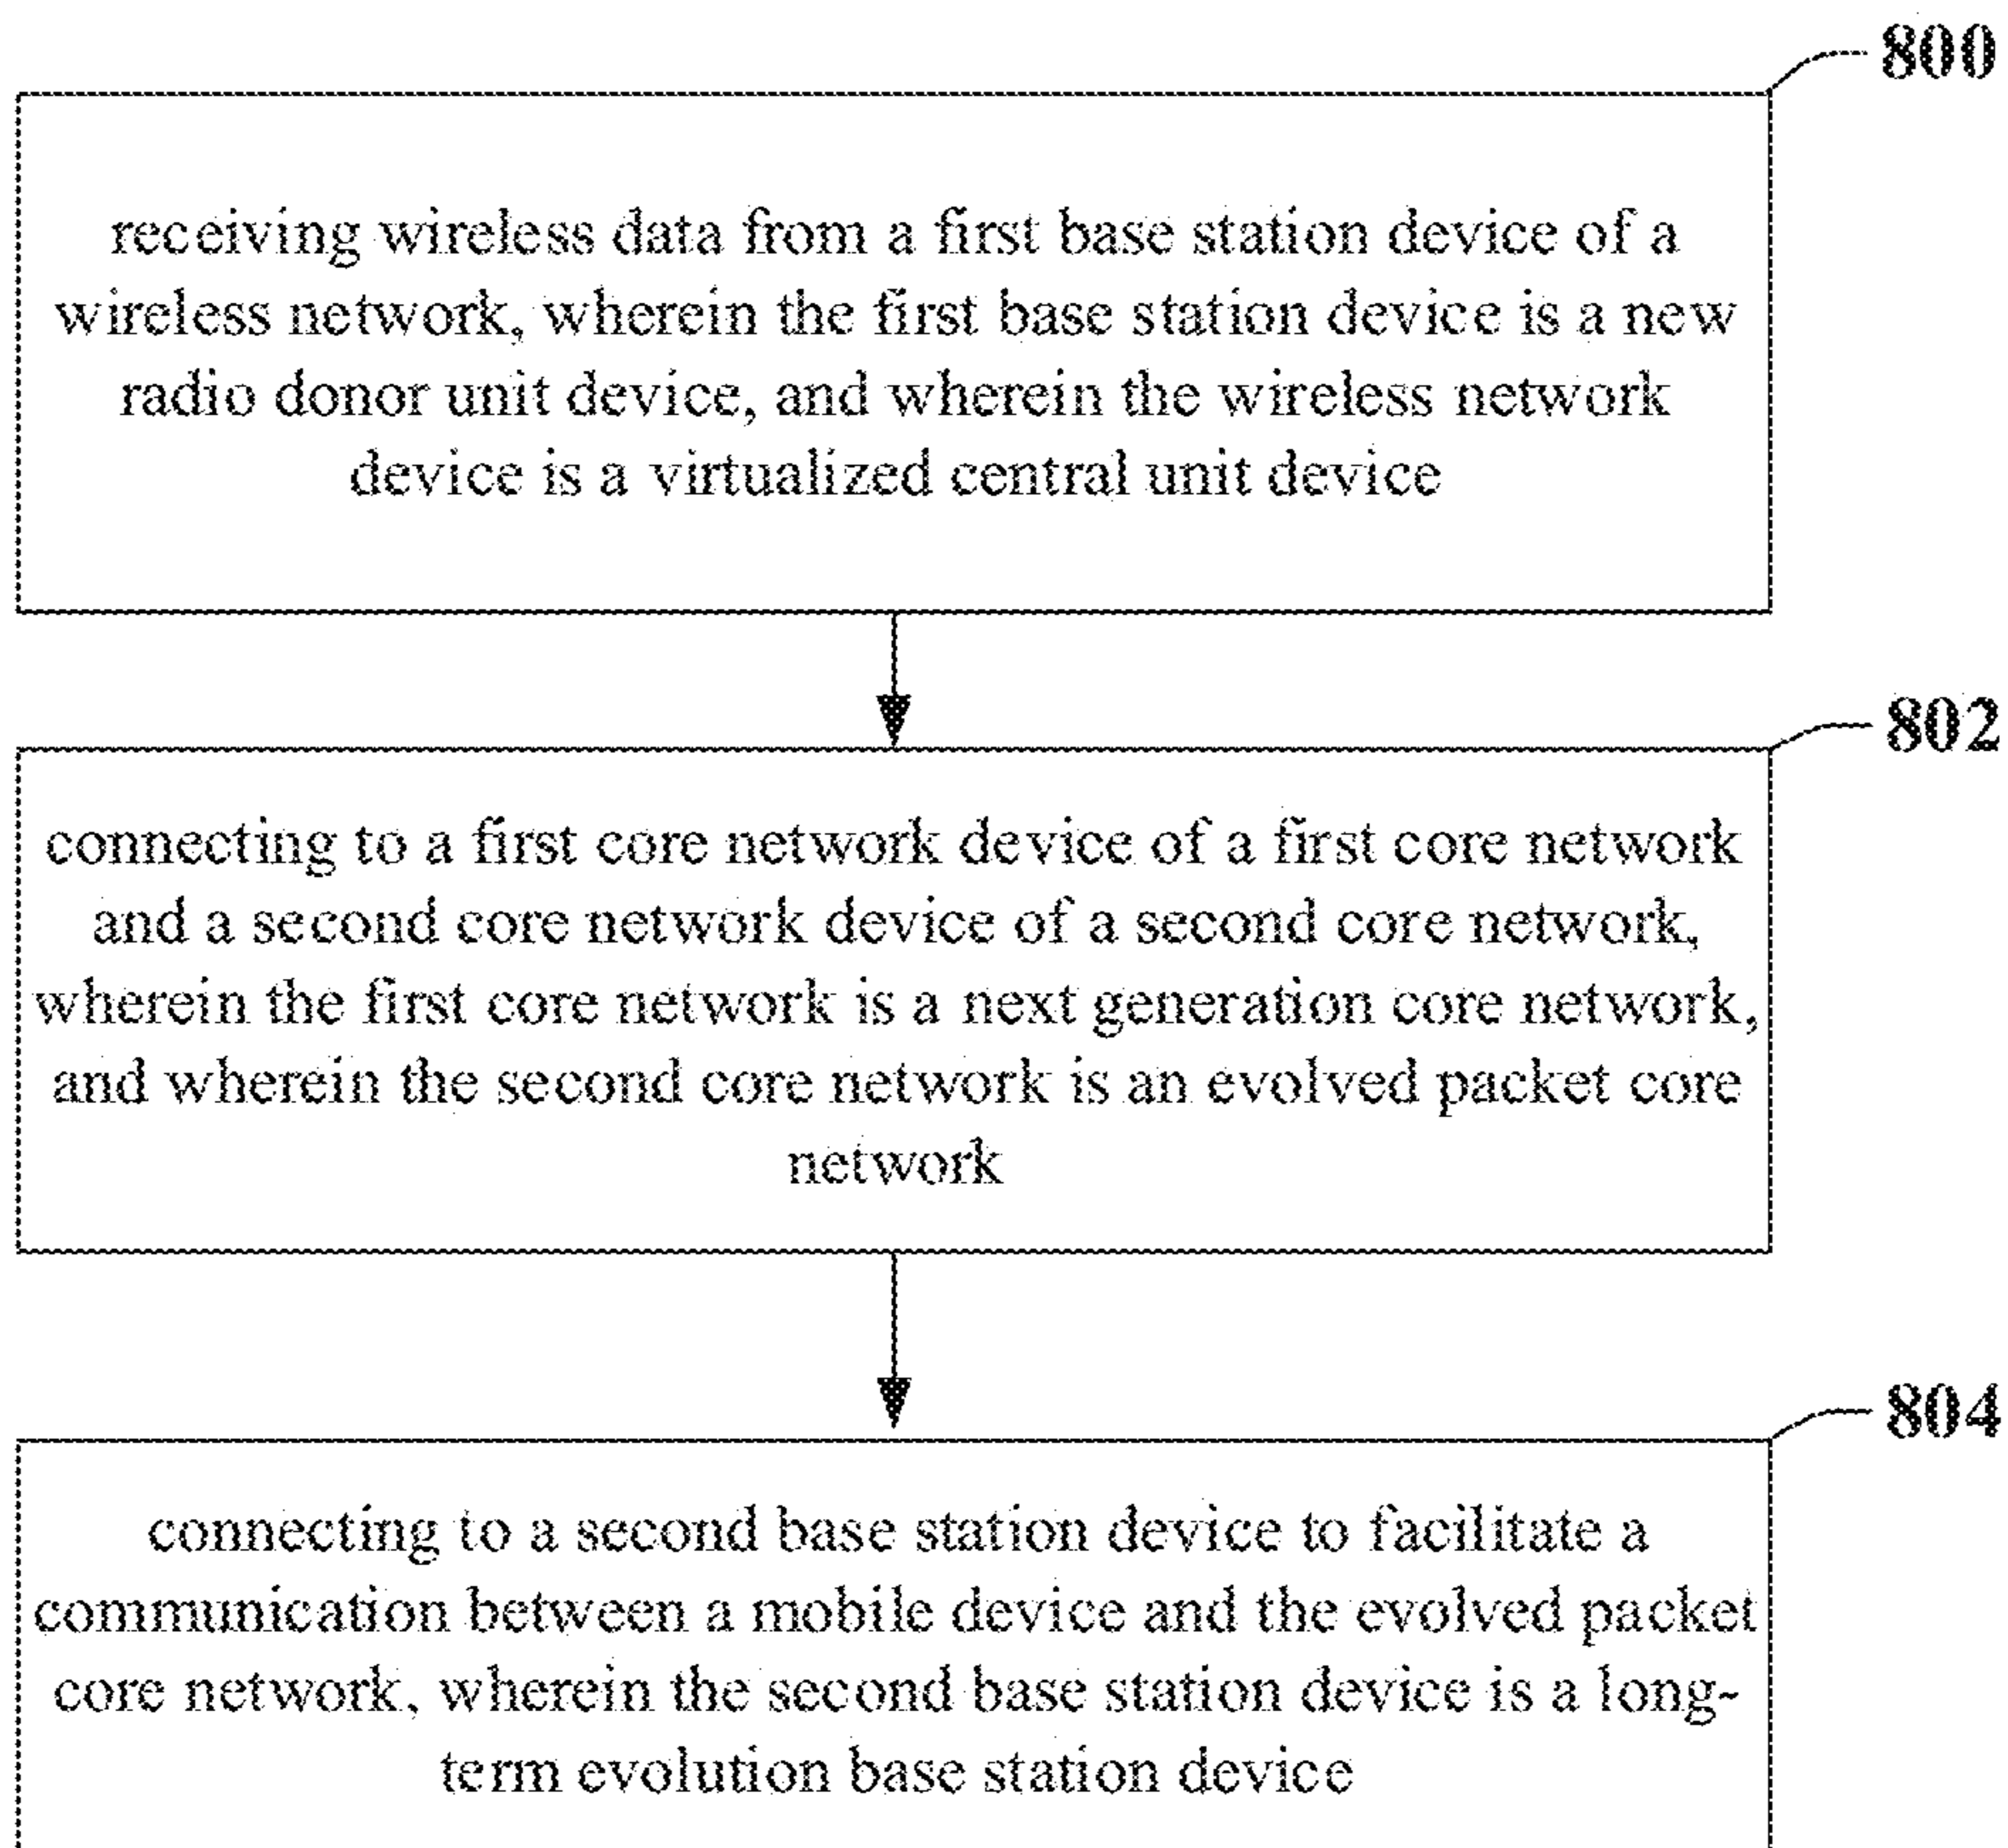 800
receiving wireless data from a first base station device of a
wireless network, wherein the first base station device is a new
radio donor unit device, and wherein the wireless network
device is a virtualized central unit device
802
connecting to a first core network device of a first core network
and a second core network device of a second core network,
wherein the first core network is a next generation core network,
and wherein the second core network is an evolved packet core
network
804
connecting to a second base station device to facilitate a
communication between a mobile device and the evolved packet
core network, wherein the second base station device is a long-
term evolution base station device